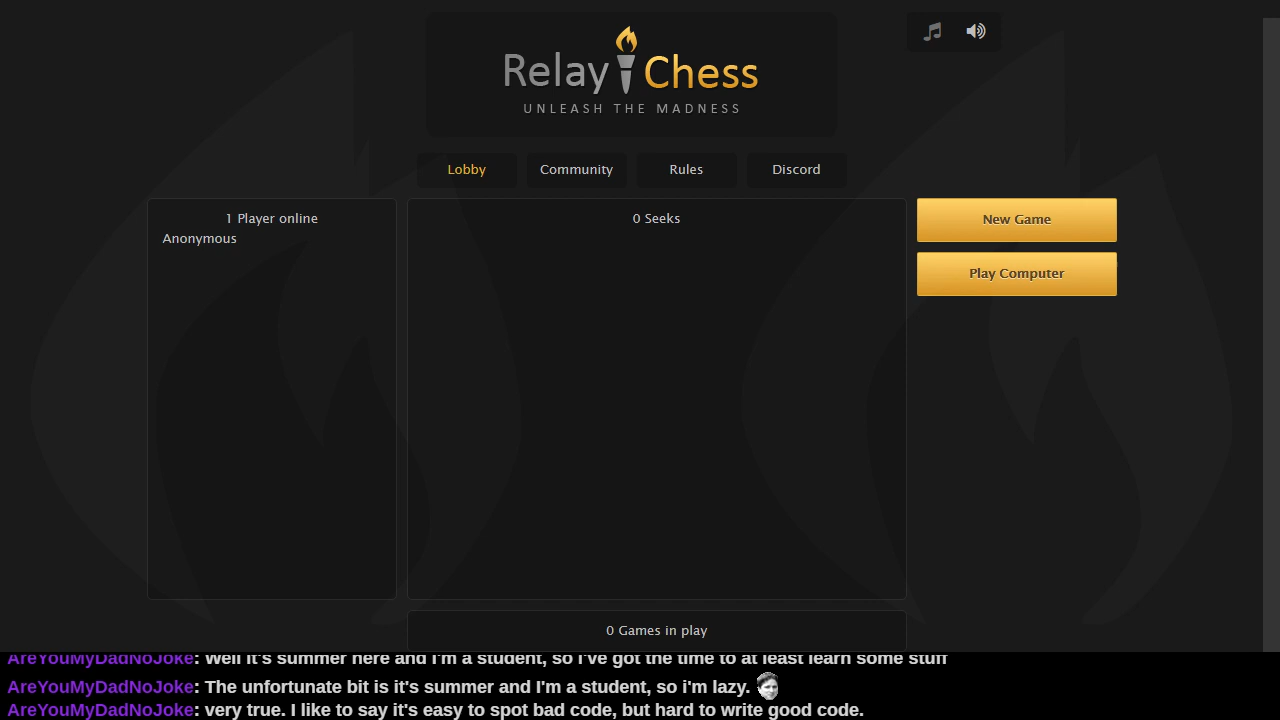 Relay Chess
UNLEASH THE MADNESS
Lobby
Community
Rules
Discord
1 Player online
Anonymous
0 Seeks
New Game
Play Computer
0 Games in play
AreYouMyDadNoJoke: Well it's summer here and I'm a student, so I've got the time to at least learn some stuff
AreYouMyDadNoJoke: The unfortunate bit is it's summer and I'm a student, so i'm lazy.
AreYouMyDadNoJoke: very true. I like to say it's easy to spot bad code, but hard to write good code.